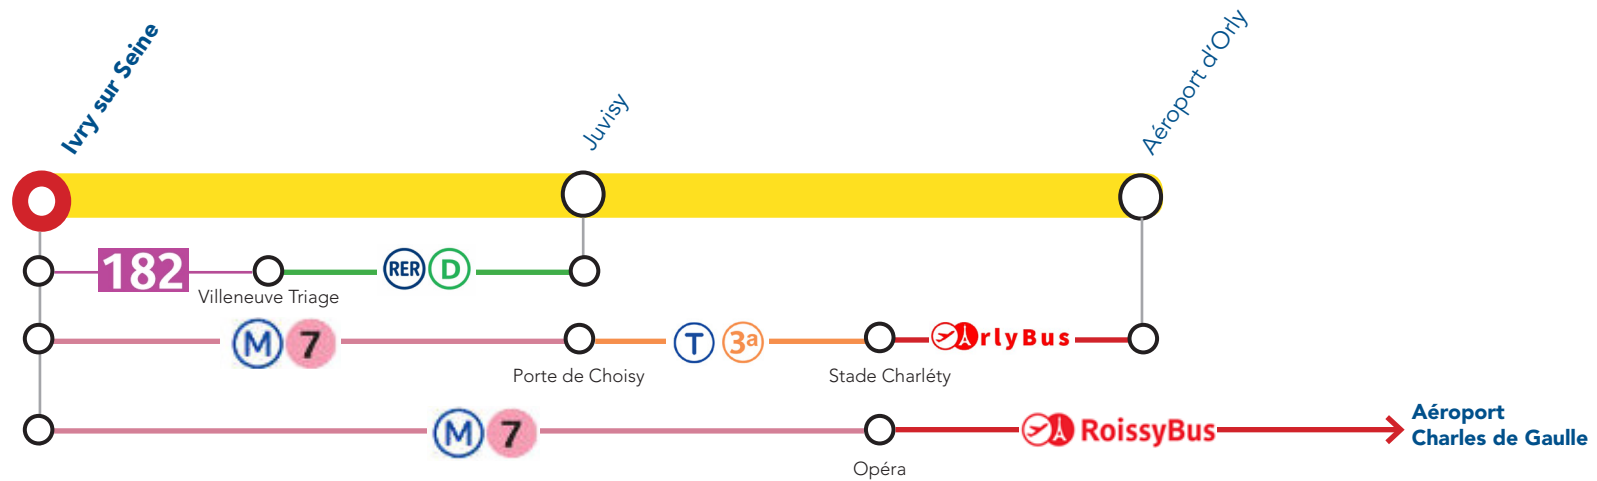 Ivry sur Seine
Juvisy
Aéroport d'Orly
182
Villeneuve Triage
RER D
M 7
Porte de Choisy
T 3a
Stade Charléty
OrlyBus
M 7
Opéra
RoissyBus
Aéroport
Charles de Gaulle